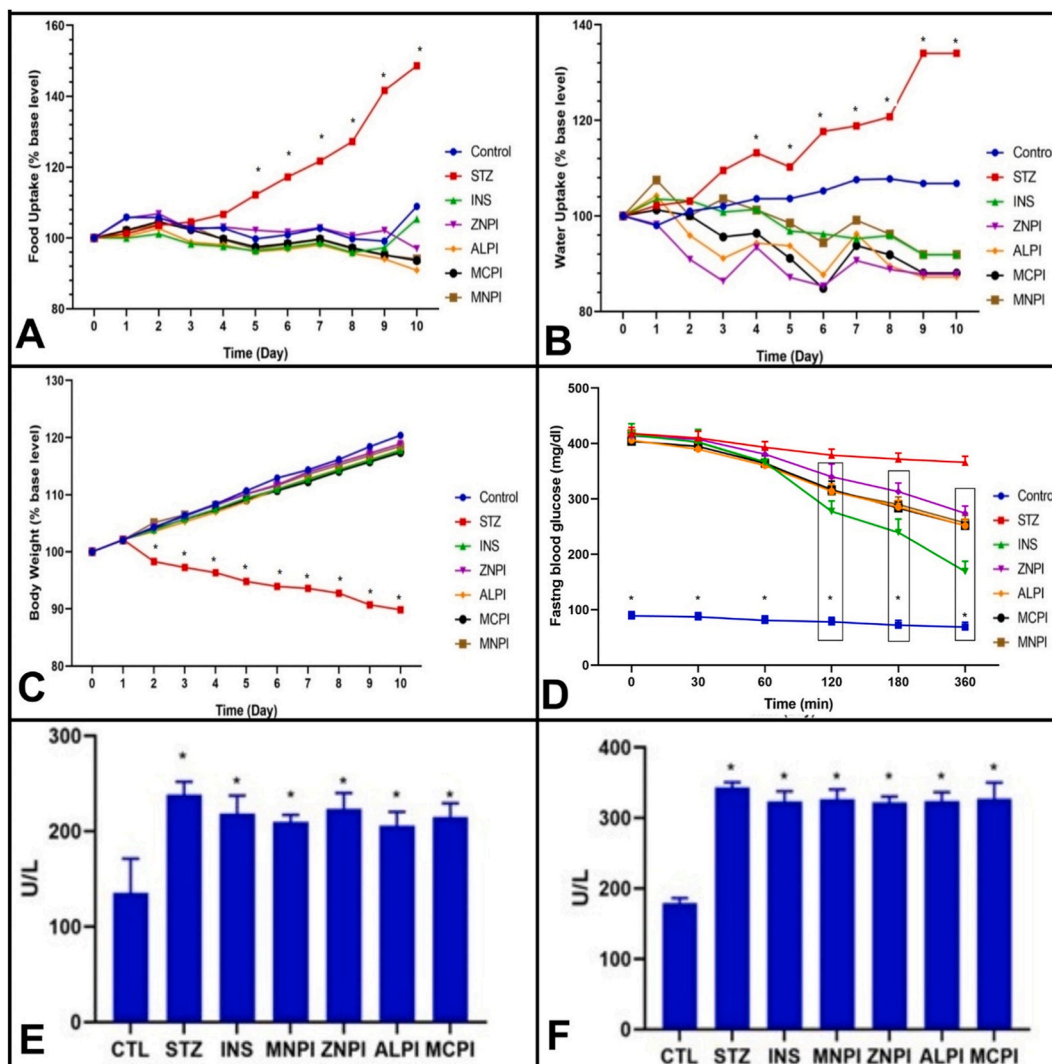 160
140
120
100
80
Food Uptake (% base level)
* * * * * *
0 1 2 3 4 5 6 7 8 9 10
Time (Day)
Control
STZ
INS
ZNPI
ALPI
MCPI
MNPI
A
140
120
100
80
Water Uptake (% base level)
* * * * * * *
0 1 2 3 4 5 6 7 8 9 10
Time (Day)
Control
STZ
INS
ZNPI
ALPI
MCPI
MNPI
B
130
120
110
100
90
80
Body Weight (% base level)
* * * * * * * * *
0 1 2 3 4 5 6 7 8 9 10
Time (Day)
Control
STZ
INS
ZNPI
ALPI
MCPI
MNPI
C
500
400
300
200
100
0
Fastng blood glucose (mg/dl)
* * * * * *
0 30 60 120 180 360
Time (min)
Control
STZ
INS
ZNPI
ALPI
MCPI
MNPI
D
300
200
100
0
U/L
* * * * * *
CTL STZ INS MNPI ZNPI ALPI MCPI
E
400
300
200
100
0
U/L
* * * * * *
CTL STZ INS MNPI ZNPI ALPI MCPI
F